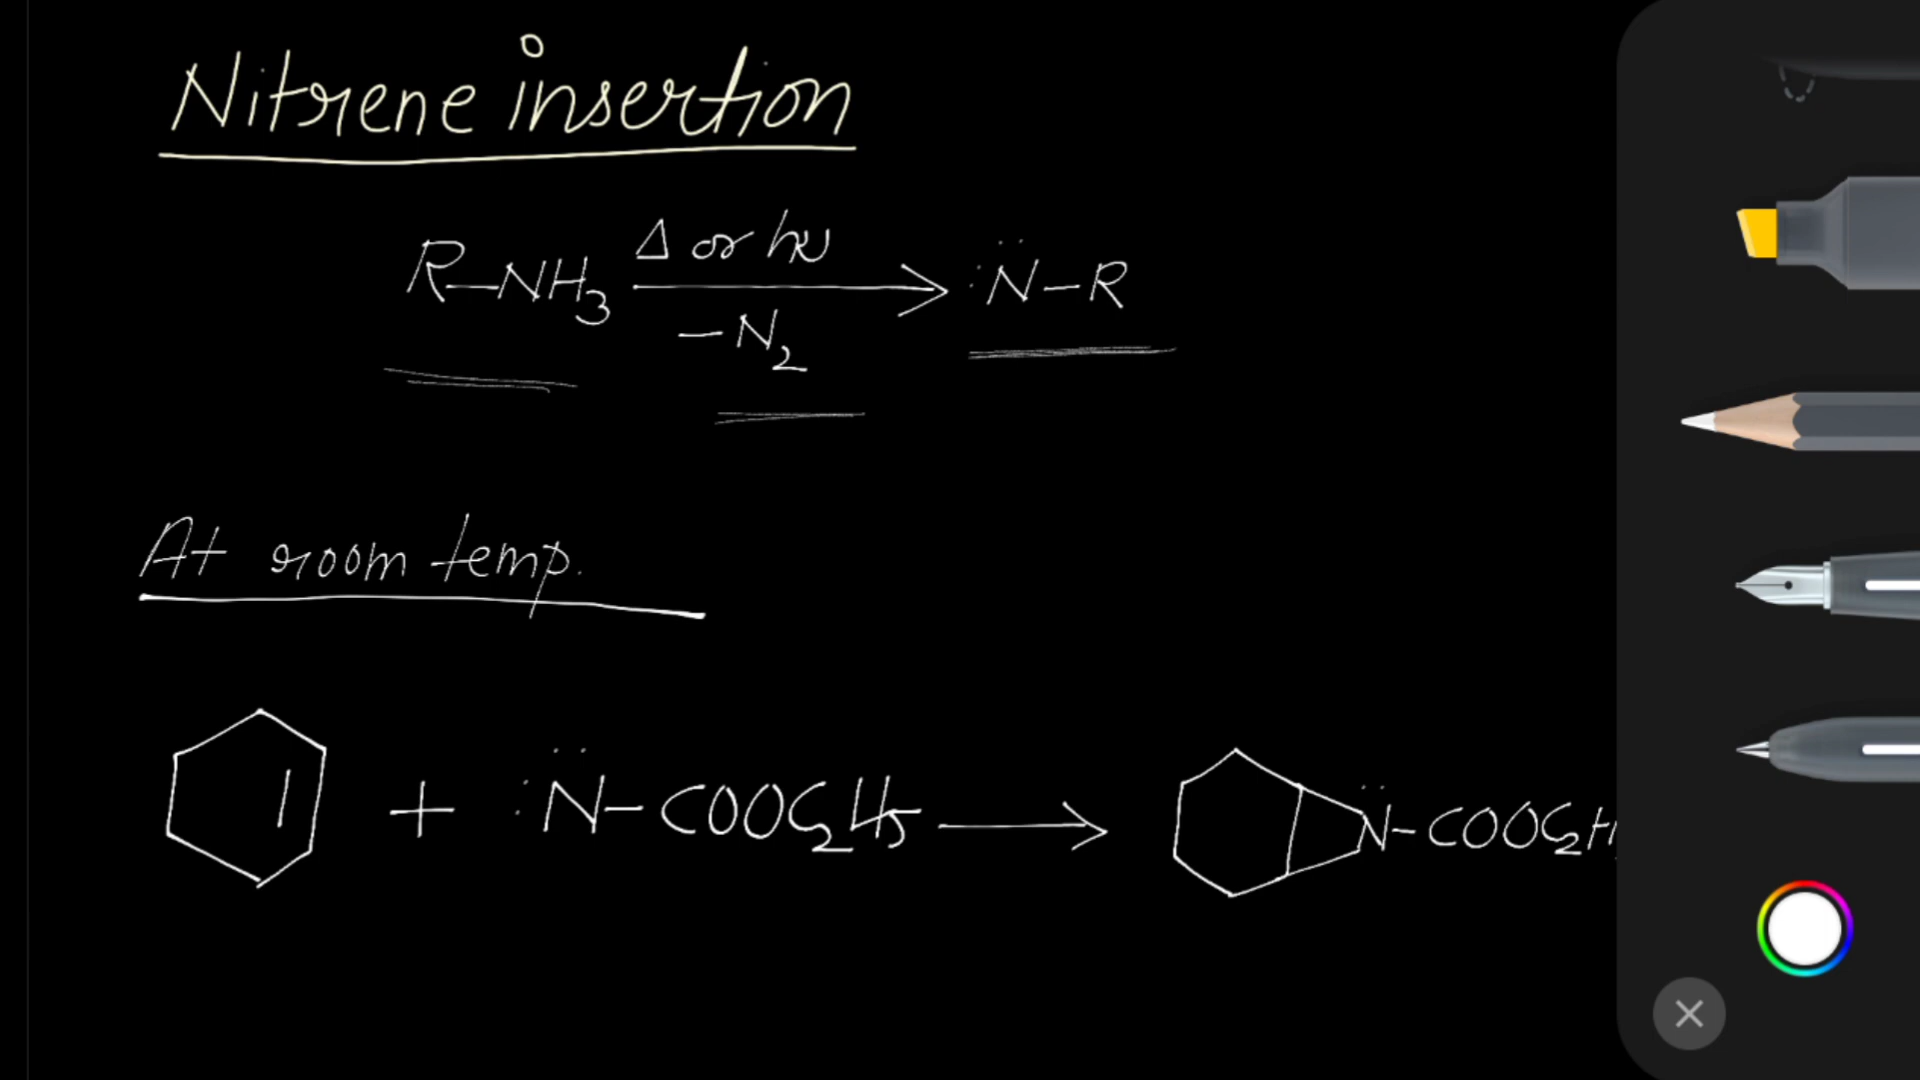 Nitrene insertion
R-NH3 Δ or hν :N̈-R
-N2
At room temp.
+ :N̈-COOC2H5 → N̈-COOC2H